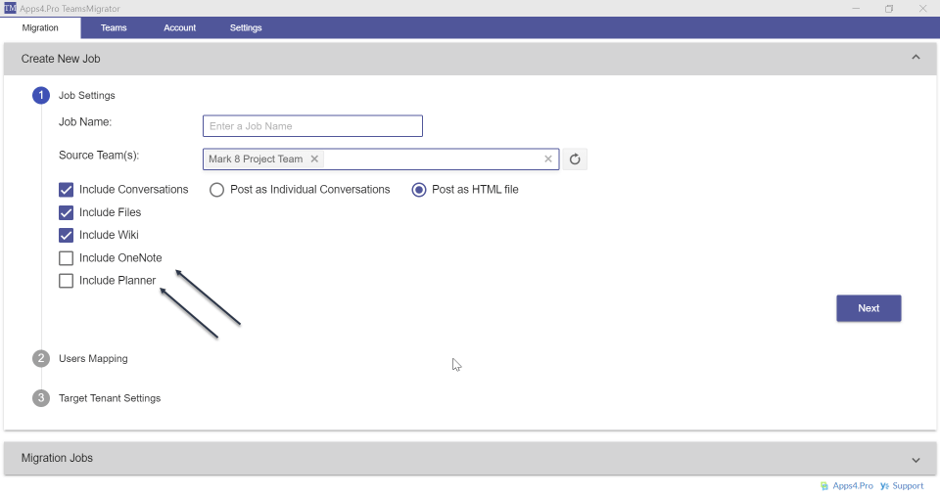 TM Apps4.Pro TeamsMigrator
Migration Teams Account Settings
Create New Job
1 Job Settings
Job Name: Enter a Job Name
Source Team(s): Mark 8 Project Team
Include Conversations Post as Individual Conversations Post as HTML file
Include Files
Include Wiki
Include OneNote
Include Planner
Next
2 Users Mapping
3 Target Tenant Settings
Migration Jobs
Apps4.Pro Support